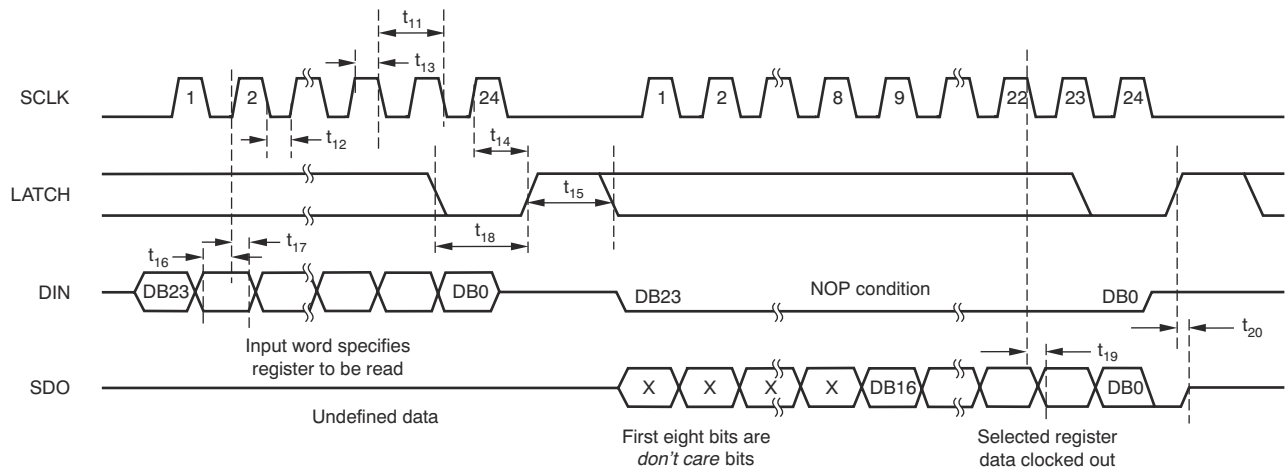 t11
t13
SCLK
1
2
24
1
2
8
9
22
23
24
t12
t14
LATCH
t15
t18
t16
t17
DIN
DB23
DB0
DB23
NOP condition
DB0
t20
Input word specifies
register to be read
t19
SDO
X
X
X
X
DB16
DB0
Undefined data
First eight bits are
don't care bits
Selected register
data clocked out